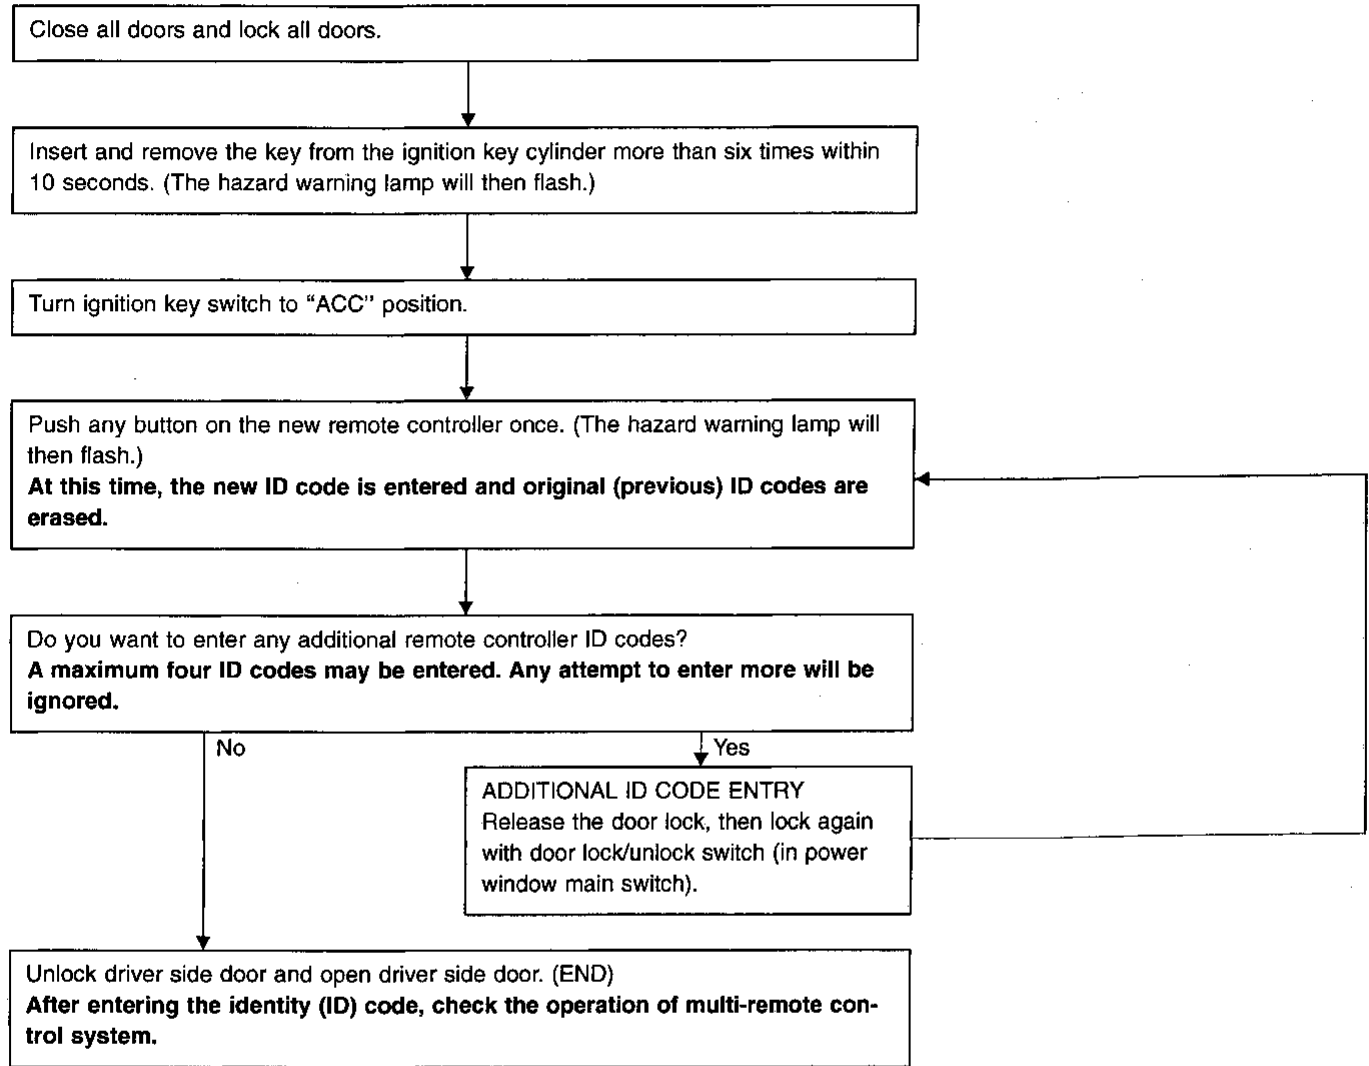 Close all doors and lock all doors.
Insert and remove the key from the ignition key cylinder more than six times within
10 seconds. (The hazard warning lamp will then flash.)
Turn ignition key switch to “ACC” position.
Push any button on the new remote controller once. (The hazard warning lamp will
then flash.)
At this time, the new ID code is entered and original (previous) ID codes are
erased.
Do you want to enter any additional remote controller ID codes?
A maximum four ID codes may be entered. Any attempt to enter more will be
ignored.
No
Yes
ADDITIONAL ID CODE ENTRY
Release the door lock, then lock again
with door lock/unlock switch (in power
window main switch).
Unlock driver side door and open driver side door. (END)
After entering the identity (ID) code, check the operation of multi-remote con-
trol system.